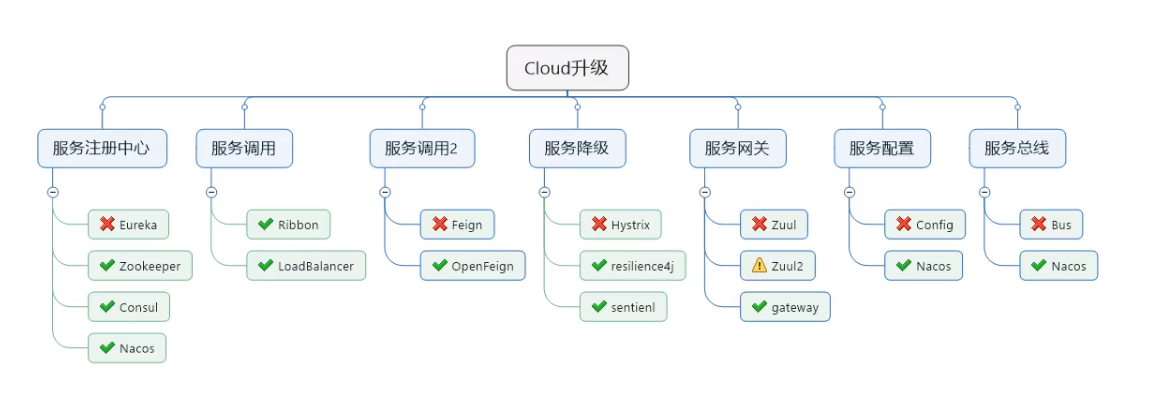 Cloud升级
服务注册中心
服务调用
服务调用2
服务降级
服务网关
服务配置
服务总线
Eureka
Zookeeper
Consul
Nacos
Ribbon
LoadBalancer
Feign
OpenFeign
Hystrix
resilience4j
sentienl
Zuul
Zuul2
gateway
Config
Nacos
Bus
Nacos